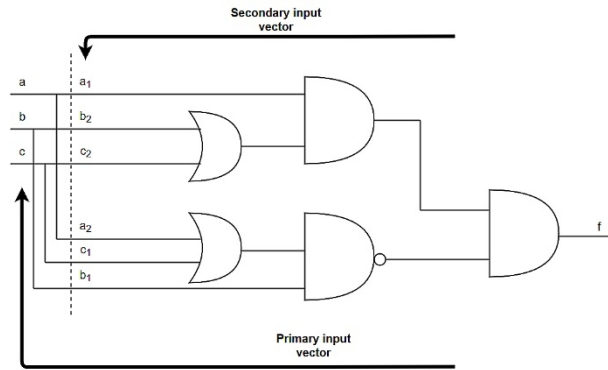 Secondary input
vector
a
a1
b
b2
c
c2
a2
c1
b1
f
Primary input
vector